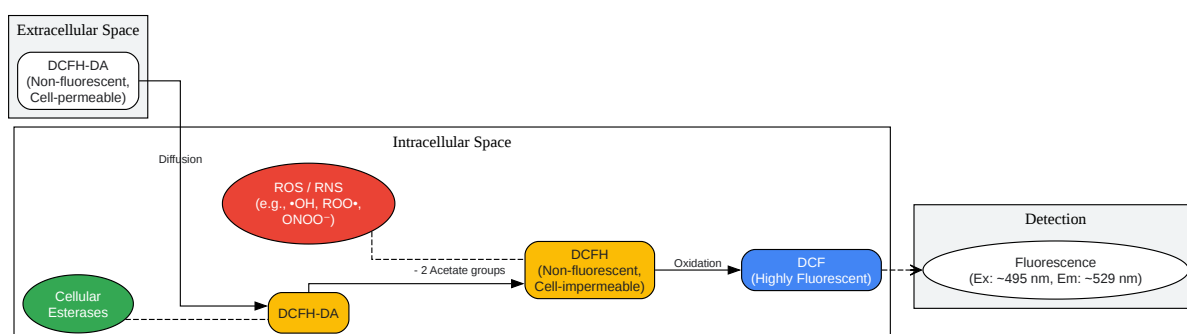 Extracellular Space
DCFH-DA
(Non-fluorescent,
Cell-permeable)
Intracellular Space
Diffusion
ROS / RNS
(e.g., •OH, ROO•,
ONOO⁻)
Detection
DCFH
(Non-fluorescent,
Cell-impermeable)
Oxidation
DCF
(Highly Fluorescent)
Fluorescence
(Ex: ~495 nm, Em: ~529 nm)
- 2 Acetate groups
Cellular
Esterases
DCFH-DA